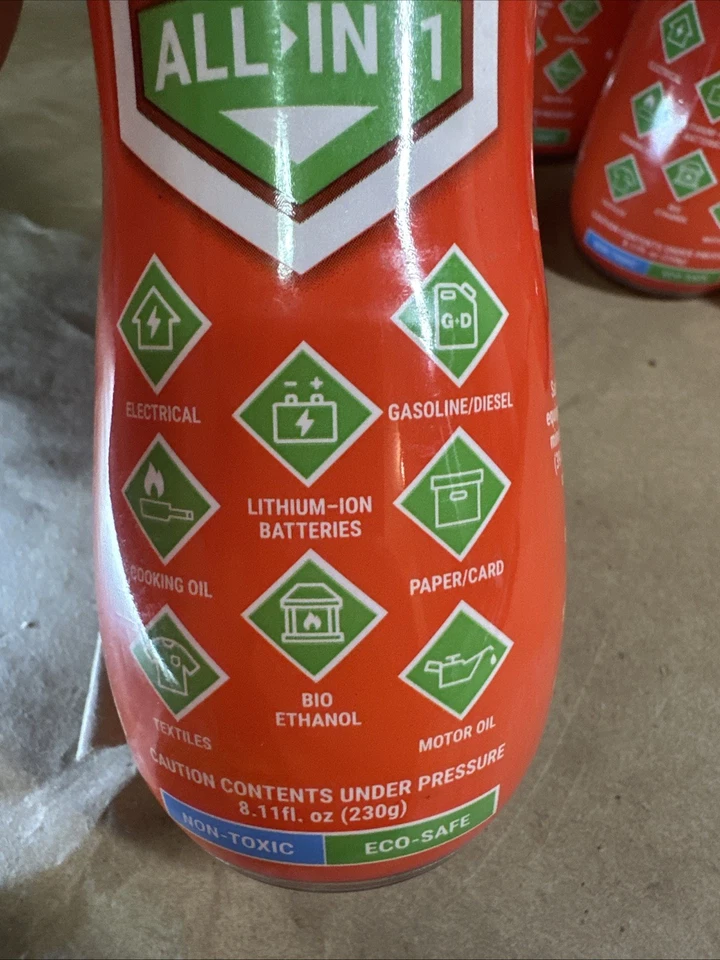 ALL IN 1
ELECTRICAL
G+D
GASOLINE/DIESEL
LITHIUM-ION
BATTERIES
COOKING OIL
PAPER/CARD
BIO
ETHANOL
TEXTILES
MOTOR OIL
CAUTION CONTENTS UNDER PRESSURE
8.11fl. oz (230g)
NON-TOXIC
ECO-SAFE